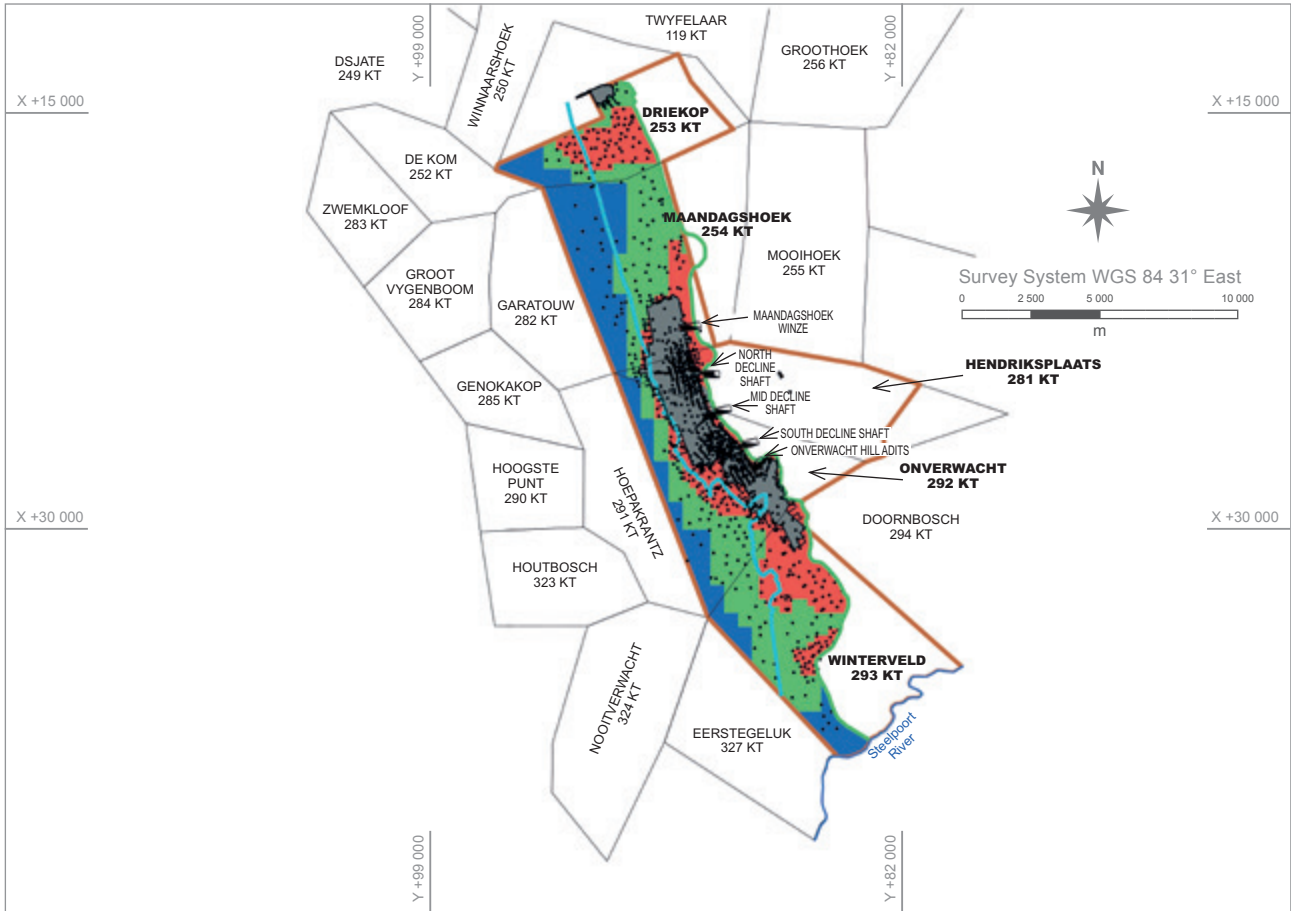 TWYFELAAR
119 KT
Y +99 000
Y +82 000
GROOTHOEK
256 KT
DSJATE
249 KT
WINNAARSHOEK
250 KT
X +15 000
X +15 000
DRIEKOP
253 KT
DE KOM
252 KT
N
ZWEMKLOOF
283 KT
MAANDAGSHOEK
254 KT
MOOIHOEK
255 KT
GROOT
VYGENBOOM
284 KT
Survey System WGS 84 31° East
0 2 500 5 000 10 000
m
GARATOUW
282 KT
MAANDAGSHOEK
WINZE
NORTH
DECLINE
SHAFT
HENDRIKSPLAATS
281 KT
GENOKAKOP
285 KT
MID DECLINE
SHAFT
SOUTH DECLINE SHAFT
ONVERWACHT HILL ADITS
HOOGSTE
PUNT
290 KT
HOEPAKRANTZ
291 KT
ONVERWACHT
292 KT
X +30 000
X +30 000
DOORNBOSCH
294 KT
HOUTBOSCH
323 KT
WINTERVELD
293 KT
NOOITVERWACHT
324 KT
EERSTEGELUK
327 KT
Steelpoort
River
Y +99 000
Y +82 000